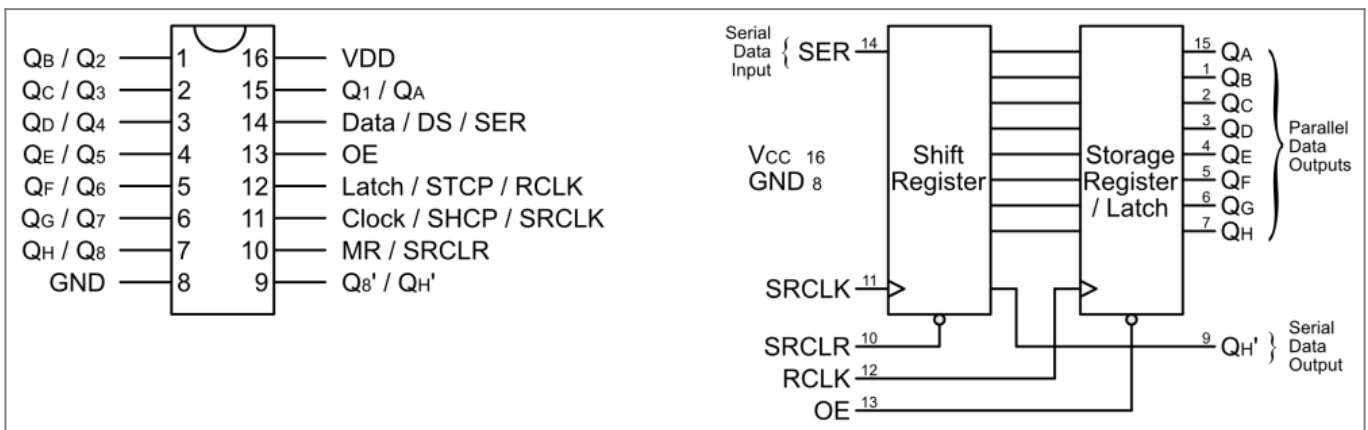 QB / Q2 1 16 VDD
QC / Q3 2 15 Q1 / QA
QD / Q4 3 14 Data / DS / SER
QE / Q5 4 13 OE
QF / Q6 5 12 Latch / STCP / RCLK
QG / Q7 6 11 Clock / SHCP / SRCLK
QH / Q8 7 10 MR / SRCLR
GND 8 9 Q8' / QH'
Serial
Data
Input
{ SER 14
VCC 16
GND 8
Shift
Register
Storage
Register
/ Latch
15 QA
1 QB
2 QC
3 QD
4 QE
5 QF
6 QG
7 QH
Parallel
Data
Outputs
SRCLK 11
SRCLR 10
RCLK 12
OE 13
9 QH' }
Serial
Data
Output